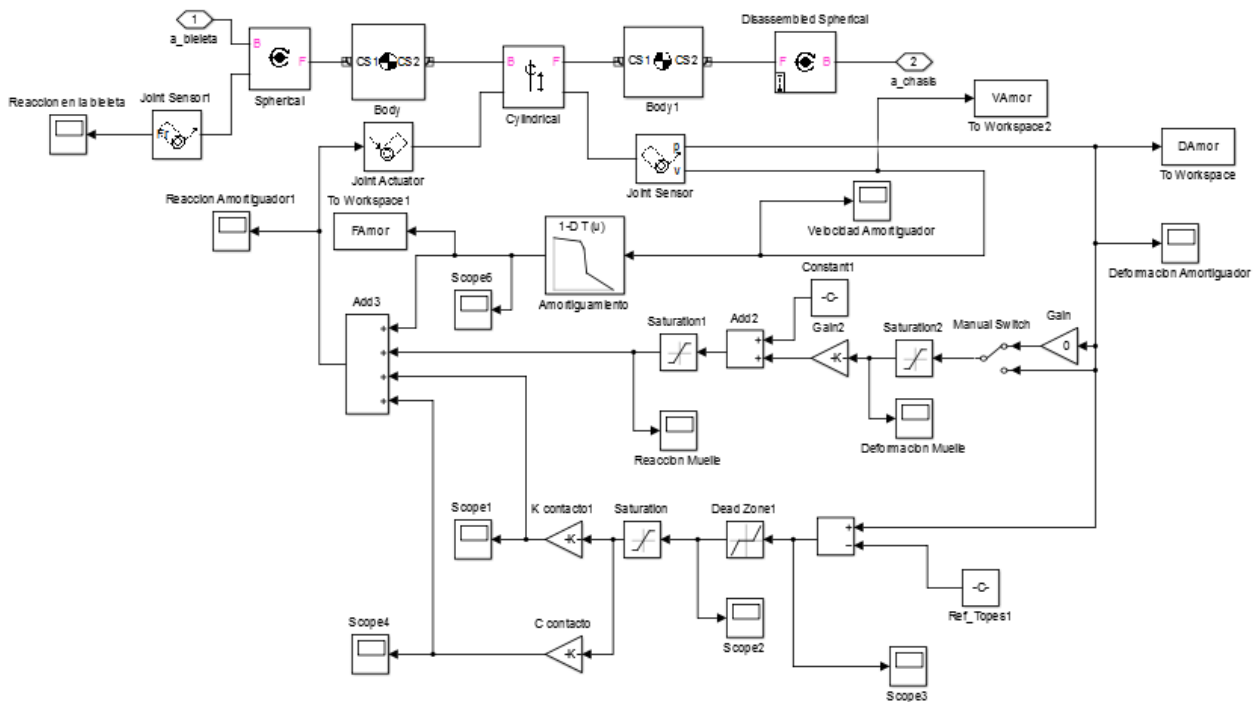 1
a_bieleta
B
F
Spherical
CS1 CS2
Body
B
F
Cylindrical
CS1 CS2
Body1
Disassembled Spherical
F
B
2
a_chasis
Reaccion en la bieleta
Joint Sensor1
Joint Actuator
p
v
Joint Sensor
VAmor
To Workspace2
DAmor
To Workspace
Reaccion Amortiguador1
To Workspace1
FAmor
1-D T(u)
Amortiguamiento
Velocidad Amortiguador
Deformacion Amortiguador
Scope6
Add3
+
+
+
+
Saturation1
Add2
+
+
Constant1
-C-
Gain2
-K-
Saturation2
Manual Switch
Gain
0
Reaccion Muelle
Deformacion Muelle
Scope1
K contacto1
-K-
Saturation
Dead Zone1
+
−
-C-
Ref_Topes1
Scope4
C contacto
-K-
Scope2
Scope3